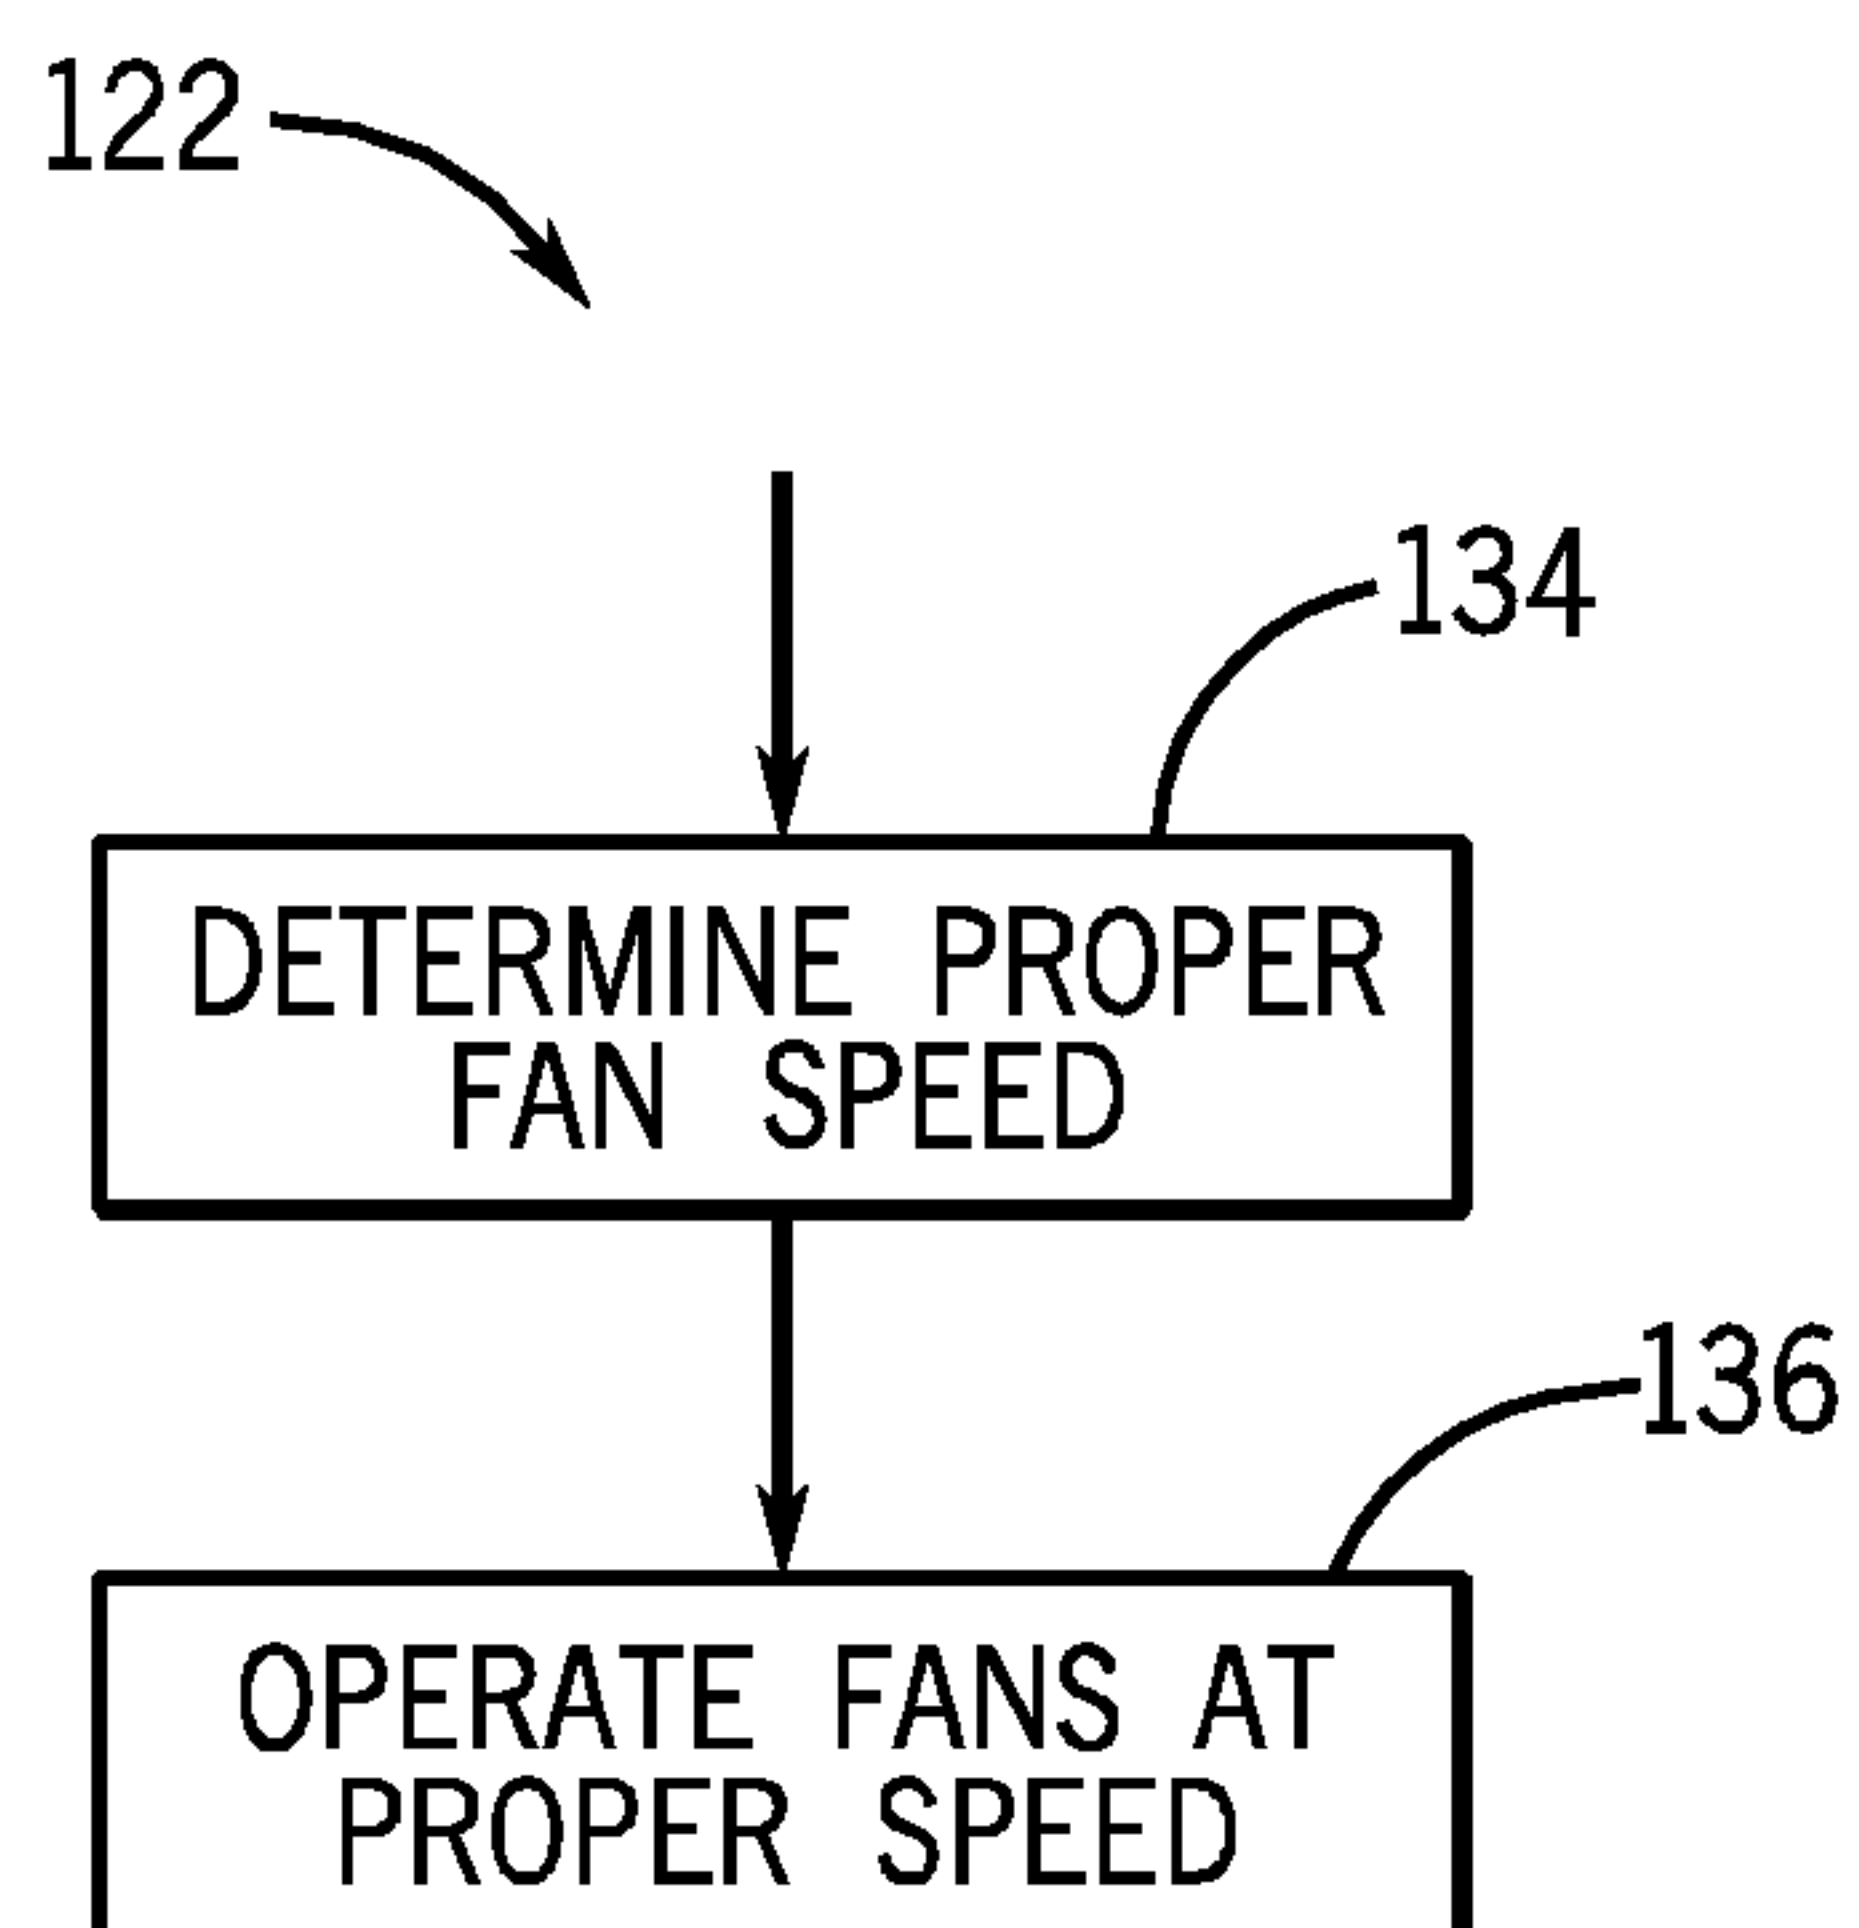 122
134
DETERMINE PROPER
FAN SPEED
136
OPERATE FANS AT
PROPER SPEED